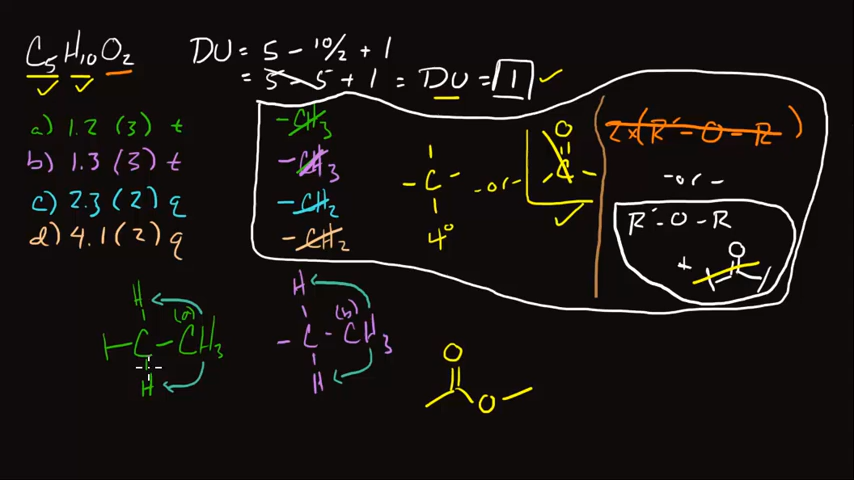 C5H10O2 DU = 5 - 10/2 + 1
= 5 - 5 + 1 = DU = 1 ✓
a) 1.2 (3) t
b) 1.3 (3) t
c) 2.3 (2) q
d) 4.1 (2) q
-CH3
-CH3
-CH2
-CH2
-C-
4°
-or-
O
C
✓
2x(R'-O-R)
-or-
R'-O-R
+
O
H
-C-CH3
(a)
H
H
-C-CH3
(b)
H
O
O